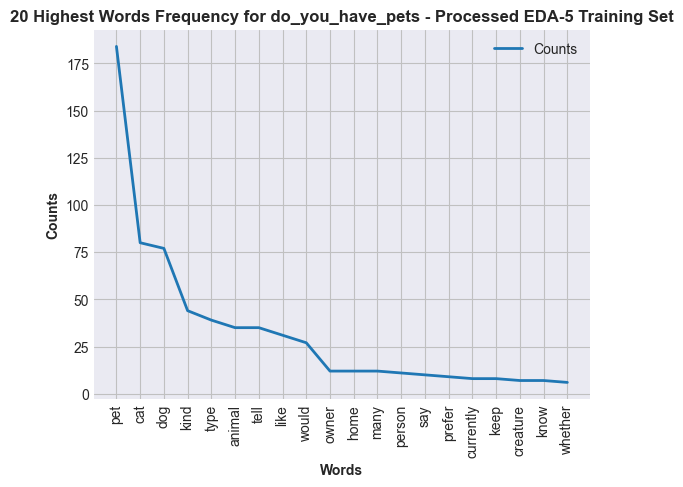 20 Highest Words Frequency for do_you_have_pets - Processed EDA-5 Training Set
Counts
175
150
125
100
75
50
25
0
Counts
pet
cat
dog
kind
type
animal
tell
like
would
owner
home
many
person
say
prefer
currently
keep
creature
know
whether
Words